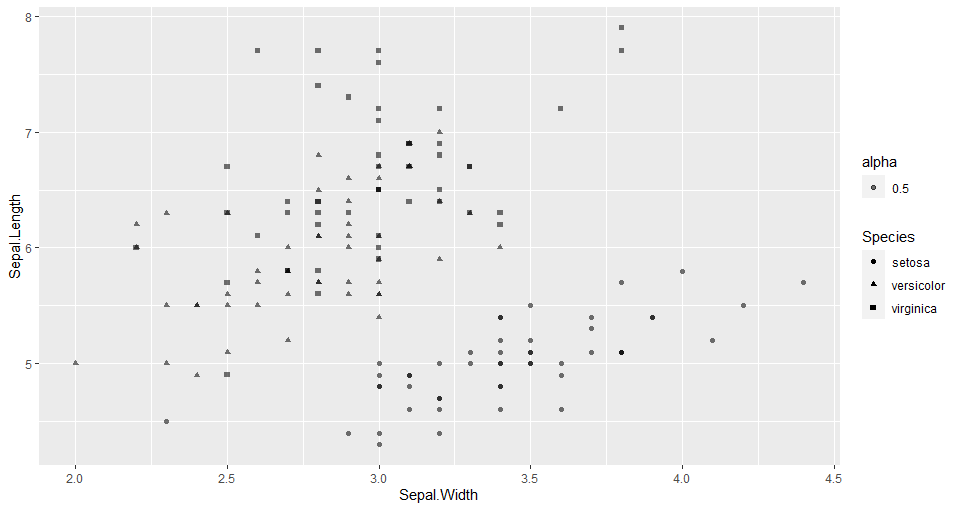 8
7
6
5
Sepal.Length
2.0 2.5 3.0 3.5 4.0 4.5
Sepal.Width
alpha
0.5
Species
setosa
versicolor
virginica